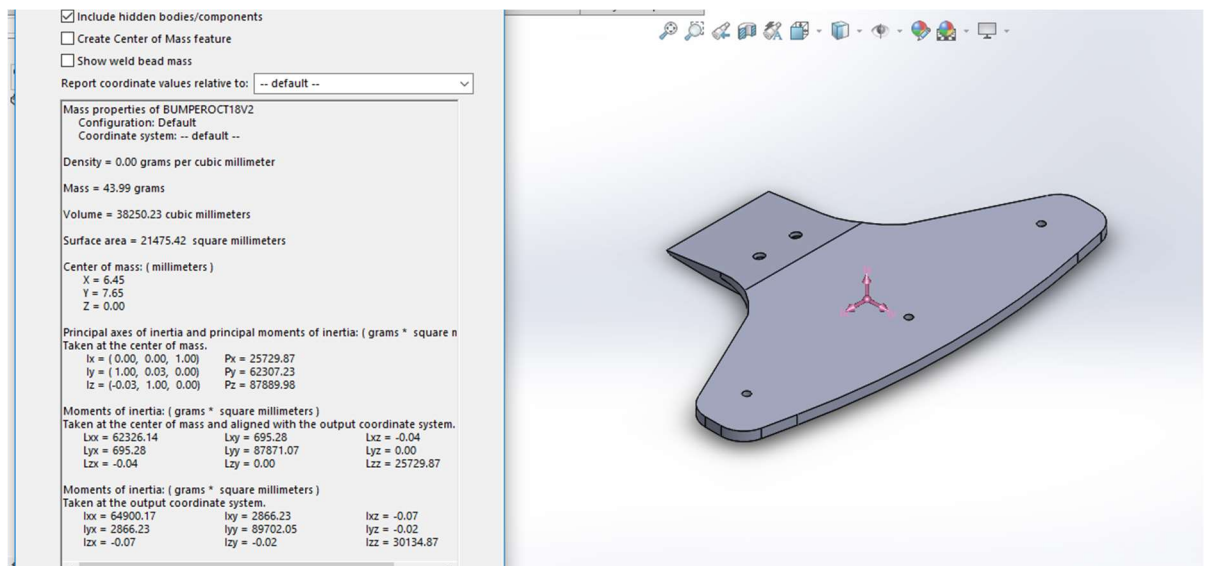 Include hidden bodies/components
Create Center of Mass feature
Show weld bead mass
Report coordinate values relative to: -- default --
Mass properties of BUMPEROCT18V2
Configuration: Default
Coordinate system: -- default --
Density = 0.00 grams per cubic millimeter
Mass = 43.99 grams
Volume = 38250.23 cubic millimeters
Surface area = 21475.42 square millimeters
Center of mass: ( millimeters )
X = 6.45
Y = 7.65
Z = 0.00
Principal axes of inertia and principal moments of inertia: ( grams * square
Taken at the center of mass.
Ix = ( 0.00, 0.00, 1.00) Px = 25729.87
Iy = ( 1.00, 0.03, 0.00) Py = 62307.23
Iz = (-0.03, 1.00, 0.00) Pz = 87889.98
Moments of inertia: ( grams * square millimeters )
Taken at the center of mass and aligned with the output coordinate system.
Lxx = 62326.14 Lxy = 695.28 Lxz = -0.04
Lyx = 695.28 Lyy = 87871.07 Lyz = 0.00
Lzx = -0.04 Lzy = 0.00 Lzz = 25729.87
Moments of inertia: ( grams * square millimeters )
Taken at the output coordinate system.
Ixx = 64900.17 Ixy = 2866.23 Ixz = -0.07
Iyx = 2866.23 Iyy = 89702.05 Iyz = -0.02
Izx = -0.07 Izy = -0.02 Izz = 30134.87